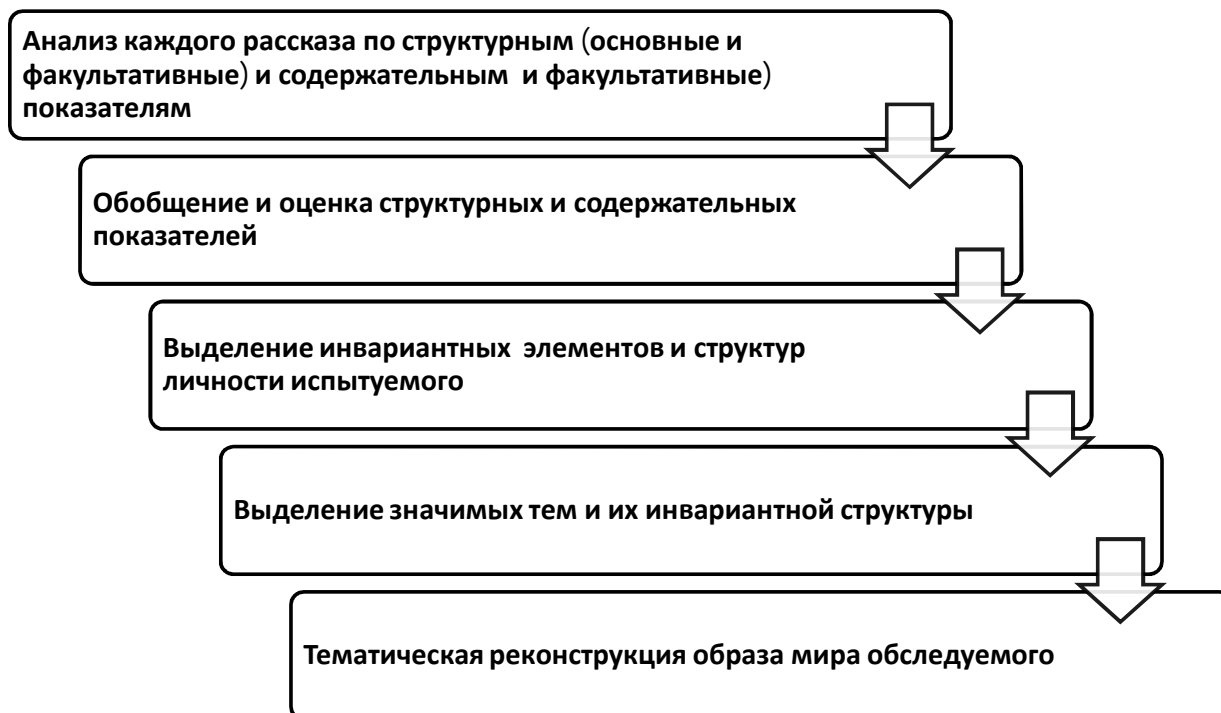 Анализ каждого рассказа по структурным (основные и
факультативные) и содержательным и факультативные)
показателям
Обобщение и оценка структурных и содержательных
показателей
Выделение инвариантных элементов и структур
личности испытуемого
Выделение значимых тем и их инвариантной структуры
Тематическая реконструкция образа мира обследуемого